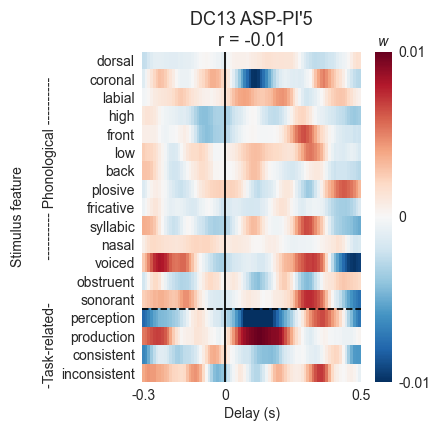 DC13 ASP-PI'5
r = -0.01
w
Stimulus feature
---------- Phonological ----------
-Task-related-
dorsal
coronal
labial
high
front
low
back
plosive
fricative
syllabic
nasal
voiced
obstruent
sonorant
perception
production
consistent
inconsistent
0.01
0
-0.01
-0.3
0
0.5
Delay (s)